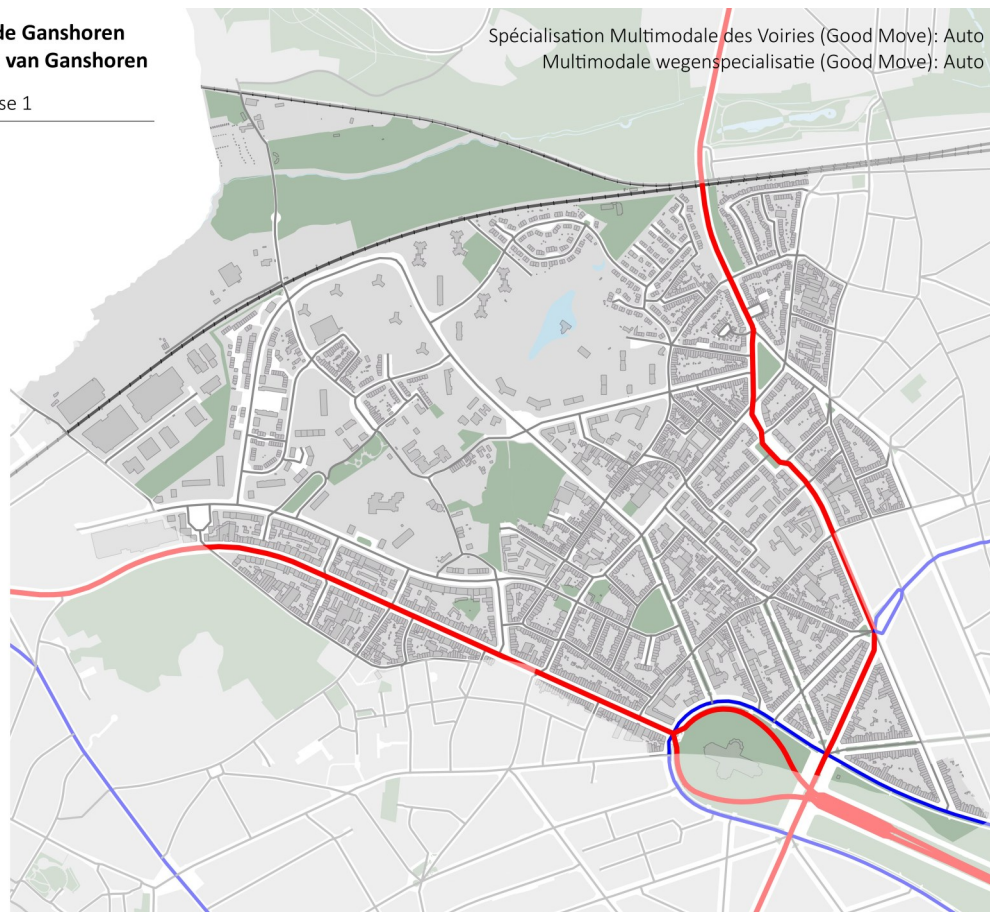 de Ganshoren
van Ganshoren
se 1
Spécialisation Multimodale des Voiries (Good Move): Auto
Multimodale wegenspecialisatie (Good Move): Auto